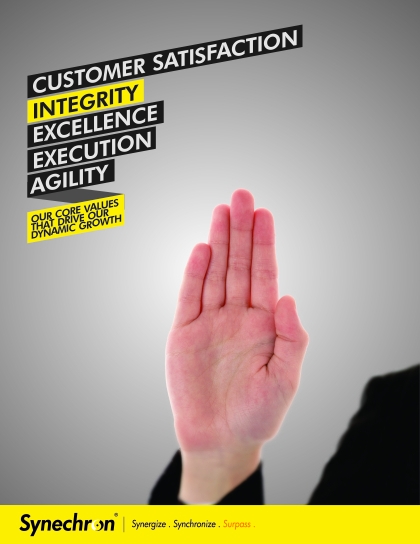 CUSTOMER SATISFACTION
INTEGRITY
EXCELLENCE
EXECUTION
AGILITY
OUR CORE VALUES
THAT DRIVE OUR
DYNAMIC GROWTH
Synechron® | Synergize . Synchronize . Surpass .